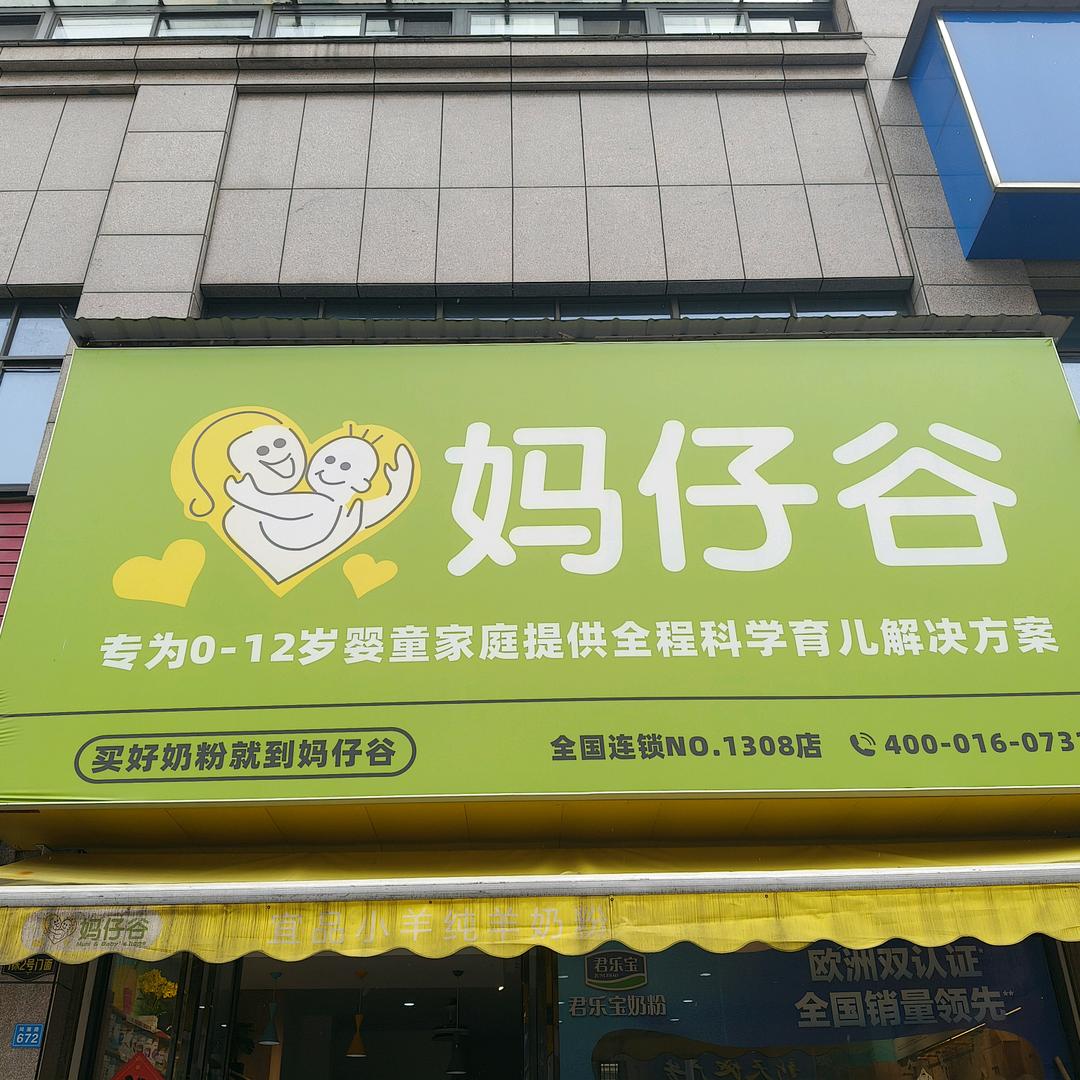 妈仔谷
专为0-12岁婴童家庭提供全程科学育儿解决方案
买好奶粉就到妈仔谷
全国连锁NO.1308店
400-016-073
妈仔谷
宜品小羊纯羊奶粉
君乐宝
君乐宝奶粉
欧洲双认证
全国销量领先**
2号门面
672